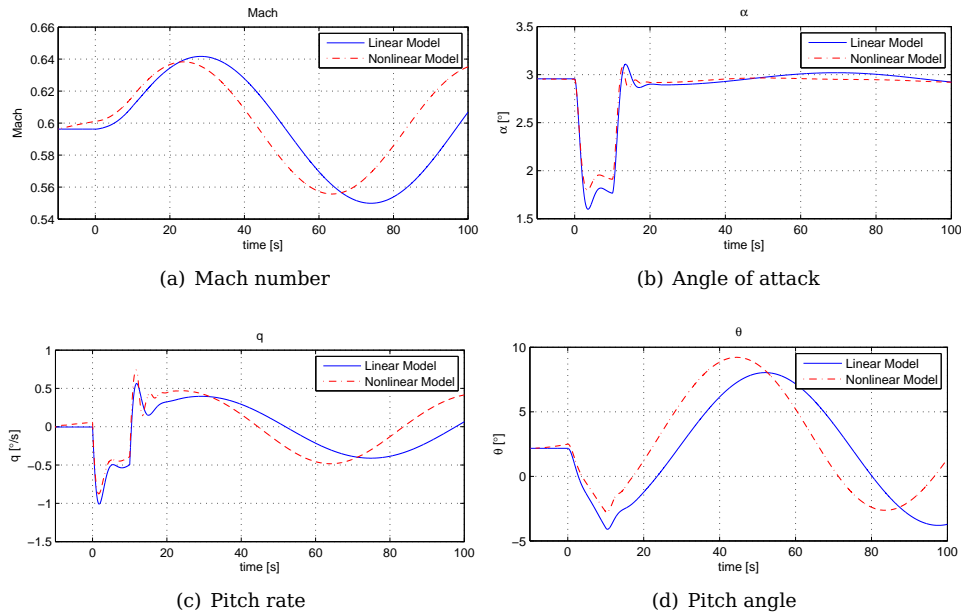 Mach
0.66
0.64
0.62
0.6
0.58
0.56
0.54
Mach
0 20 40 60 80 100
time [s]
Linear Model
Nonlinear Model
(a) Mach number
α
3.5
3
2.5
2
1.5
α [°]
0 20 40 60 80 100
time [s]
Linear Model
Nonlinear Model
(b) Angle of attack
q
1
0.5
0
−0.5
−1
−1.5
q [°/s]
0 20 40 60 80 100
time [s]
Linear Model
Nonlinear Model
(c) Pitch rate
θ
10
5
0
−5
θ [°]
0 20 40 60 80 100
time [s]
Linear Model
Nonlinear Model
(d) Pitch angle